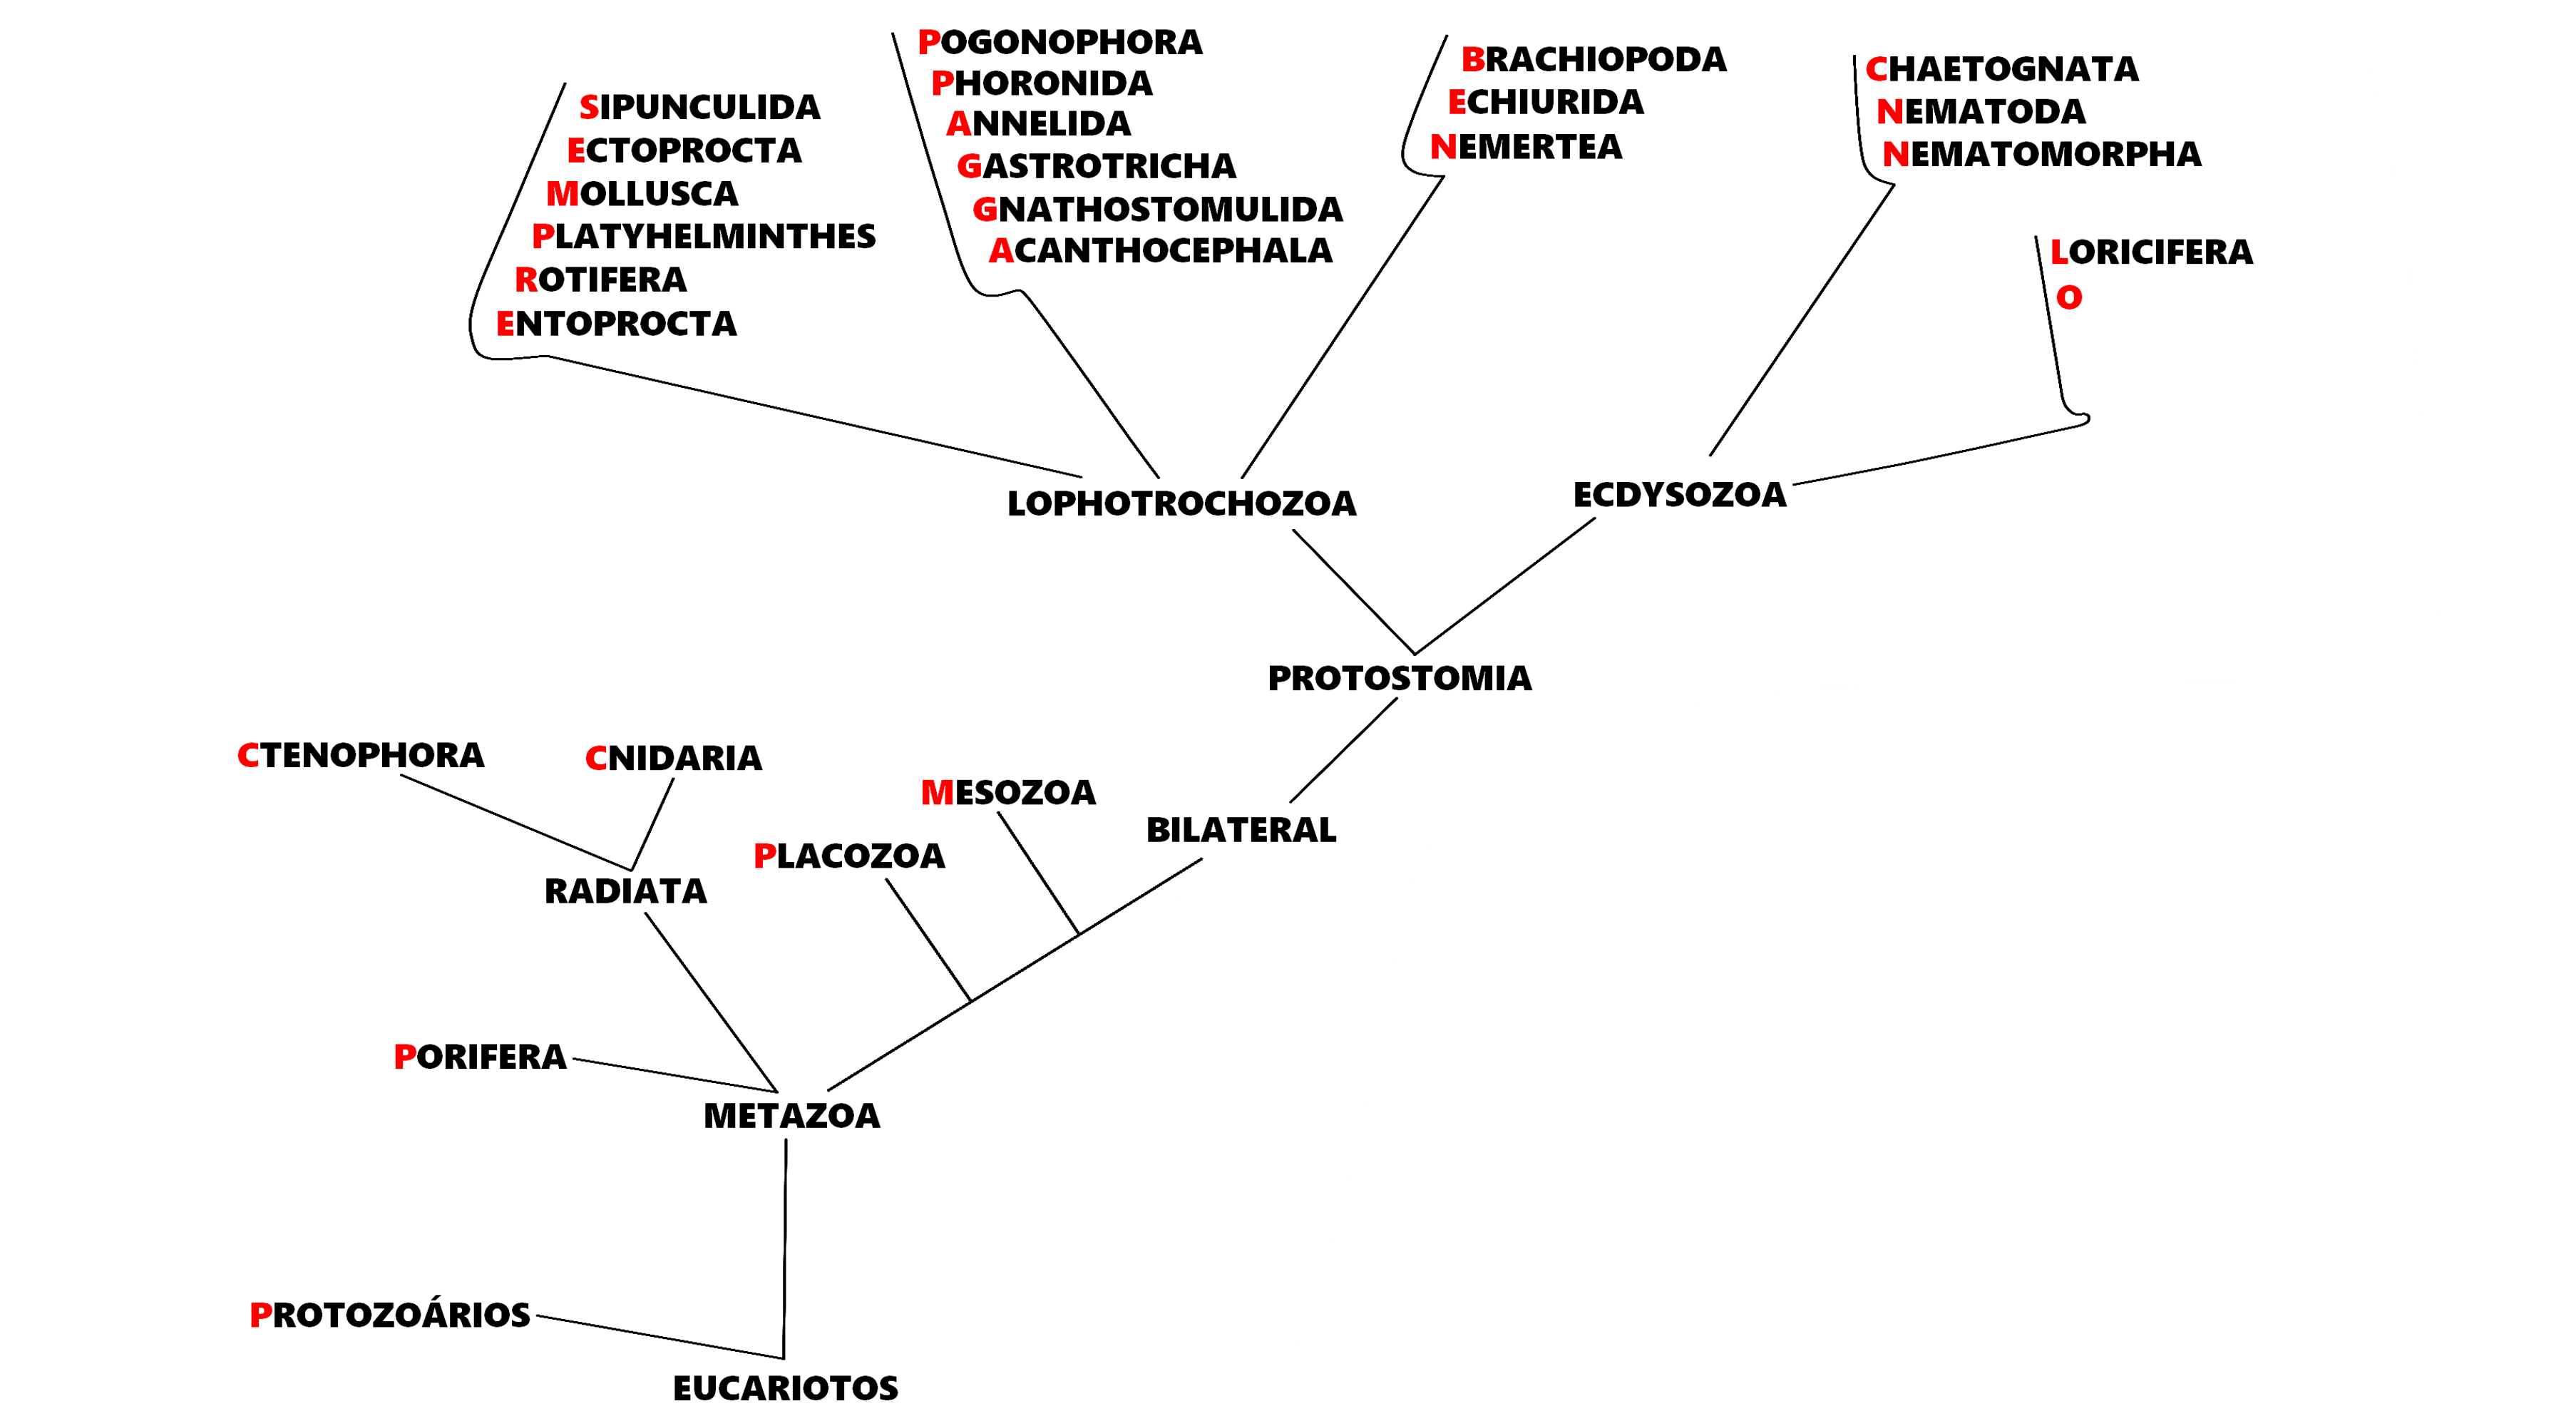 SIPUNCULIDA
ECTOPROCTA
MOLLUSCA
PLATYHELMINTHES
ROTIFERA
ENTOPROCTA
POGONOPHORA
PHORONIDA
ANNELIDA
GASTROTRICHA
GNATHOSTOMULIDA
ACANTHOCEPHALA
BRACHIOPODA
ECHIURIDA
NEMERTEA
CHAETOGNATA
NEMATODA
NEMATOMORPHA
LORICIFERA
O
LOPHOTROCHOZOA
ECDYSOZOA
PROTOSTOMIA
CTENOPHORA
CNIDARIA
MESOZOA
BILATERAL
PLACOZOA
RADIATA
PORIFERA
METAZOA
PROTOZOÁRIOS
EUCARIOTOS